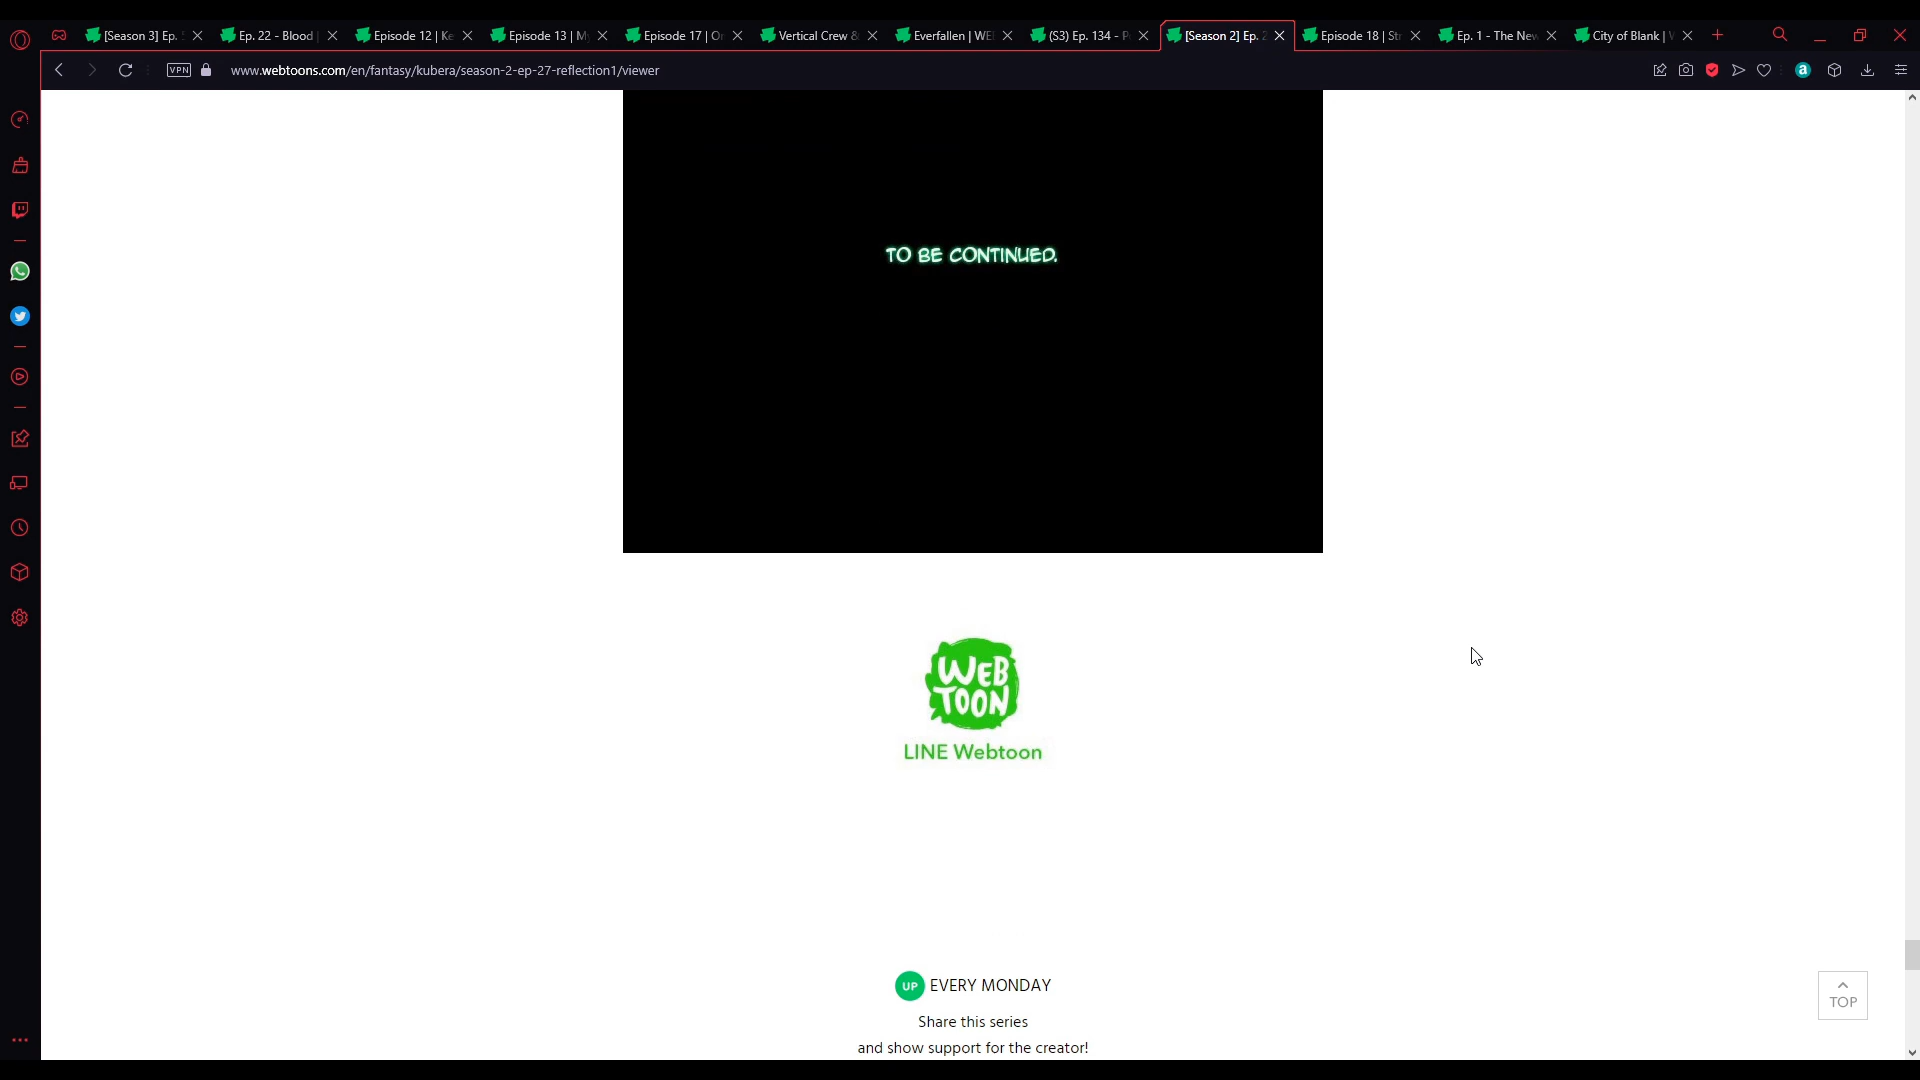 [Season 3] Ep.
Ep. 22 - Blood
Episode 12 | Ke
Episode 13 | My
Episode 17 | Or
Vertical Crew &
Everfallen | WE
(S3) Ep. 134 - P
[Season 2] Ep. 2
Episode 18 | Str
Ep. 1 - The New
City of Blank | W
VPN
www.webtoons.com/en/fantasy/kubera/season-2-ep-27-reflection1/viewer
a
TO BE CONTINUED.
WEB
TOON
LINE Webtoon
UP EVERY MONDAY
Share this series
and show support for the creator!
TOP